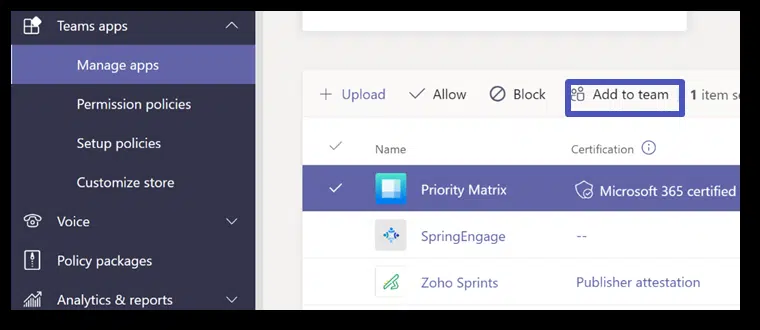 Teams apps
Manage apps
Permission policies
Setup policies
Customize store
Voice
Policy packages
Analytics & reports
Upload Allow Block Add to team 1 item
Name Certification
Priority Matrix Microsoft 365 certified
SpringEngage --
Zoho Sprints Publisher attestation